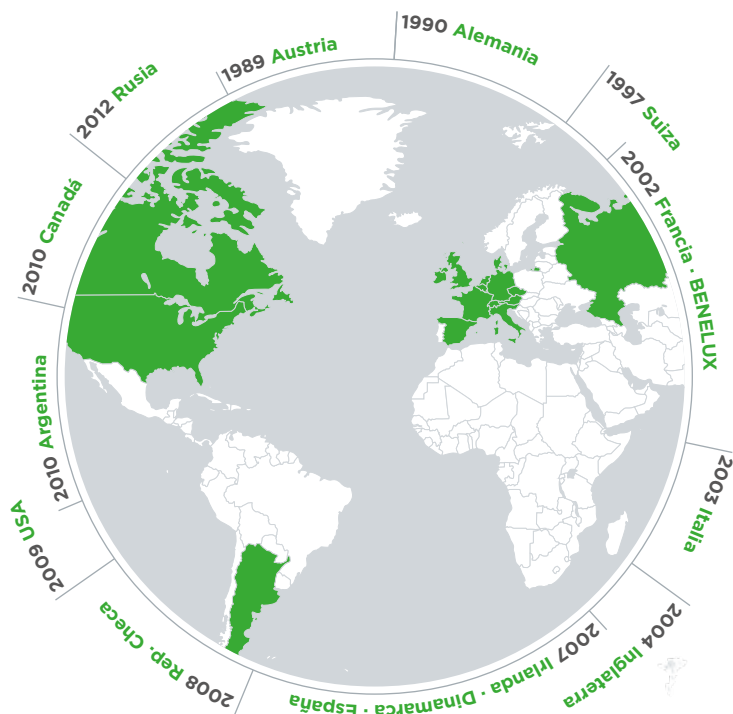 1989 Austria
1990 Alemania
1997 Suiza
2002 Francia · BENELUX
2003 Italia
2004 Inglaterra
2007 Irlanda · Dinamarca · España
2008 Rep. Checa
2009 USA
2010 Argentina
2010 Canadá
2012 Rusia